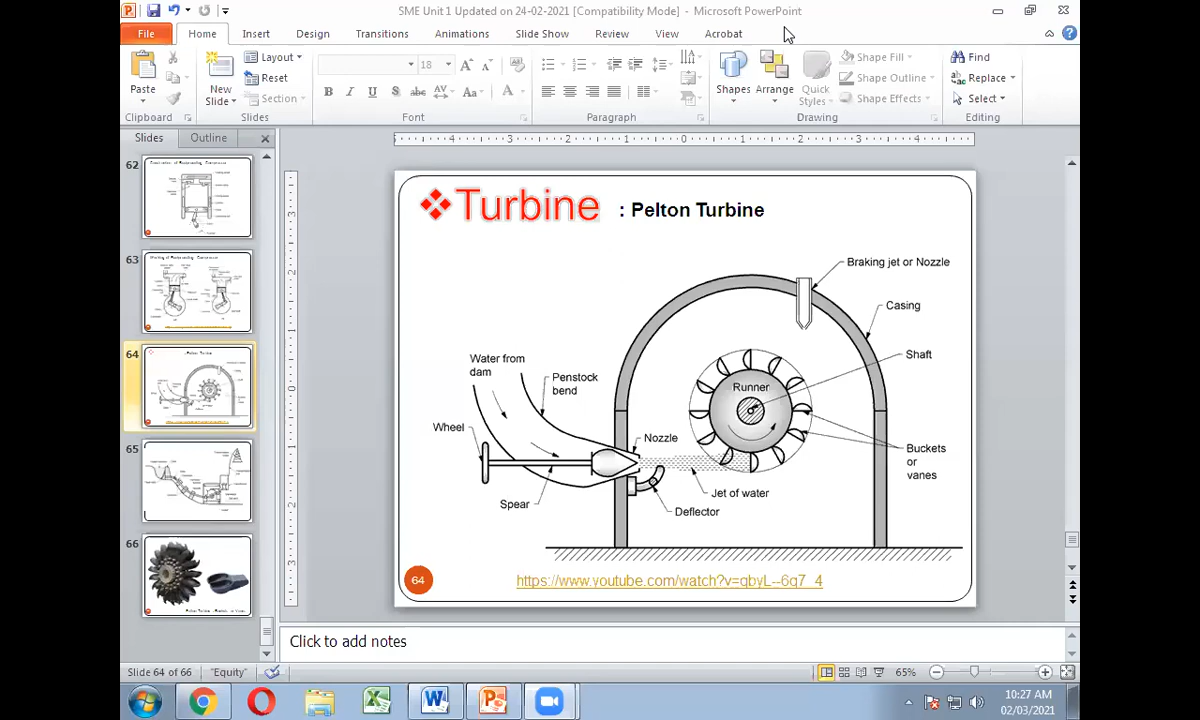 SME Unit 1 Updated on 24-02-2021 [Compatibility Mode] - Microsoft PowerPoint
File Home Insert Design Transitions Animations Slide Show Review View Acrobat
Paste
Clipboard
New Slide
Layout
Reset
Section
Slides
18
Font
Paragraph
Shapes
Arrange
Quick Styles
Shape Fill
Shape Outline
Shape Effects
Drawing
Find
Replace
Select
Editing
Slides Outline
62
63
64
65
66
Turbine : Pelton Turbine
Braking jet or Nozzle
Casing
Shaft
Water from
dam
Penstock
bend
Runner
Wheel
Nozzle
Buckets
or
vanes
Jet of water
Spear
Deflector
64
https://www.youtube.com/watch?v=qbyL--6q7_4
Click to add notes
Slide 64 of 66 "Equity" 65%
10:27 AM
02/03/2021